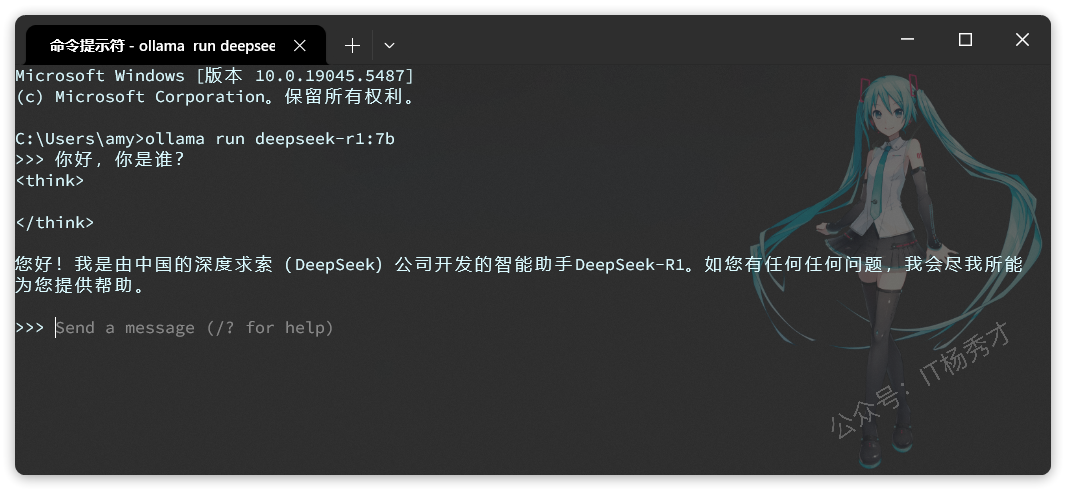 命令提示符 - ollama  run deepsee
Microsoft Windows [版本 10.0.19045.5487]
(c) Microsoft Corporation。保留所有权利。
C:\Users\amy>ollama run deepseek-r1:7b
>>> 你好，你是谁？
<think>
</think>
您好！我是由中国的深度求索（DeepSeek）公司开发的智能助手DeepSeek-R1。如您有任何任何问题，我会尽我所能
为您提供帮助。
>>> Send a message (/? for help)
公众号：IT杨秀才